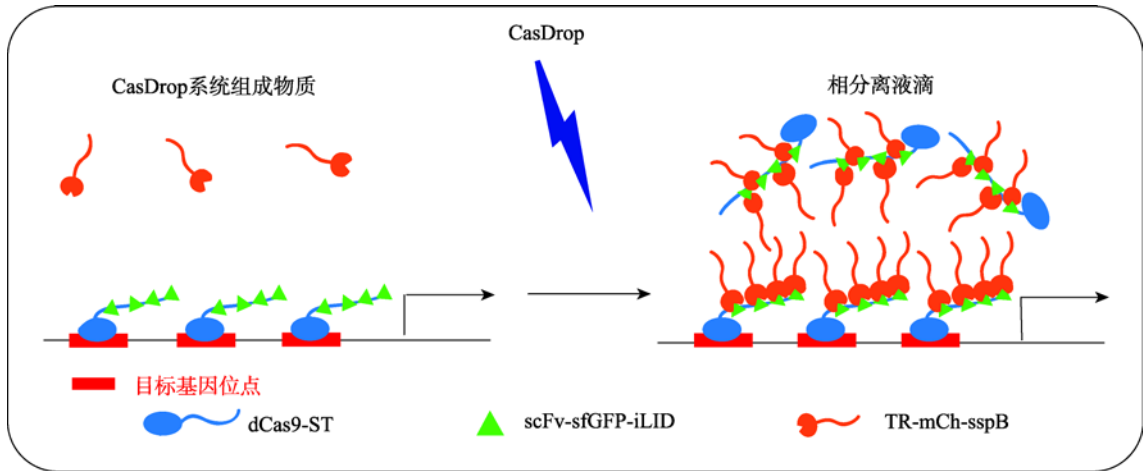 CasDrop
CasDrop系统组成物质
相分离液滴
目标基因位点
dCas9-ST
scFv-sfGFP-iLID
TR-mCh-sspB